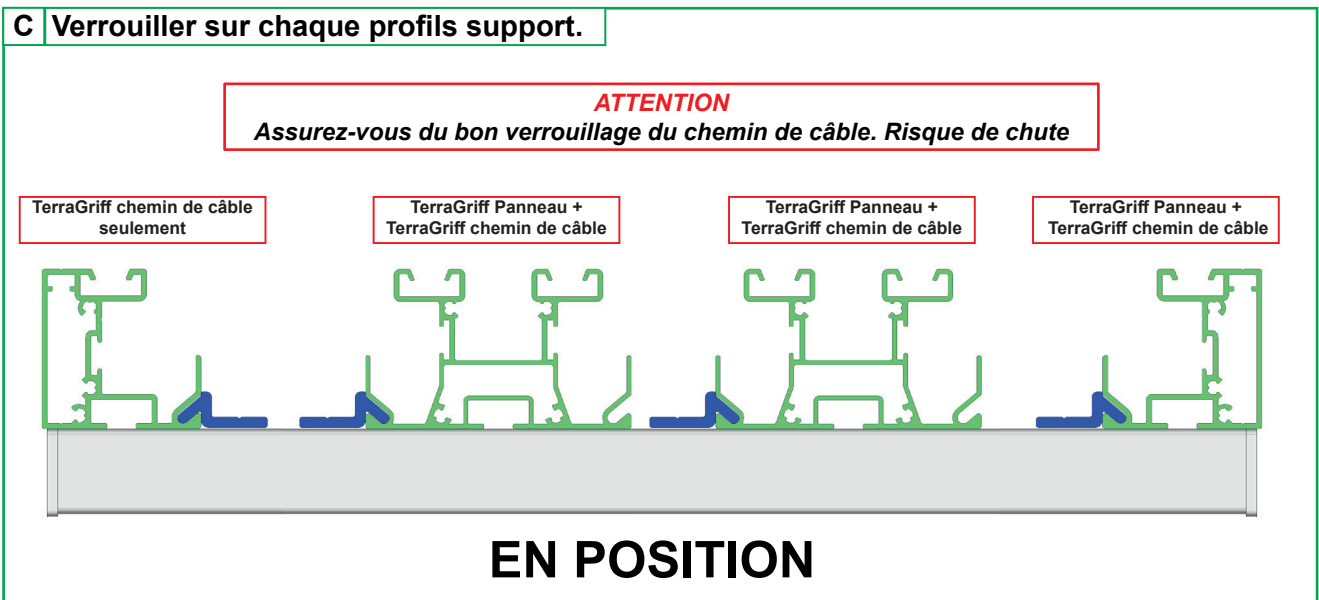 C Verrouiller sur chaque profils support.
ATTENTION
Assurez-vous du bon verrouillage du chemin de câble. Risque de chute
TerraGriff chemin de câble
seulement
TerraGriff Panneau +
TerraGriff chemin de câble
TerraGriff Panneau +
TerraGriff chemin de câble
TerraGriff Panneau +
TerraGriff chemin de câble
EN POSITION